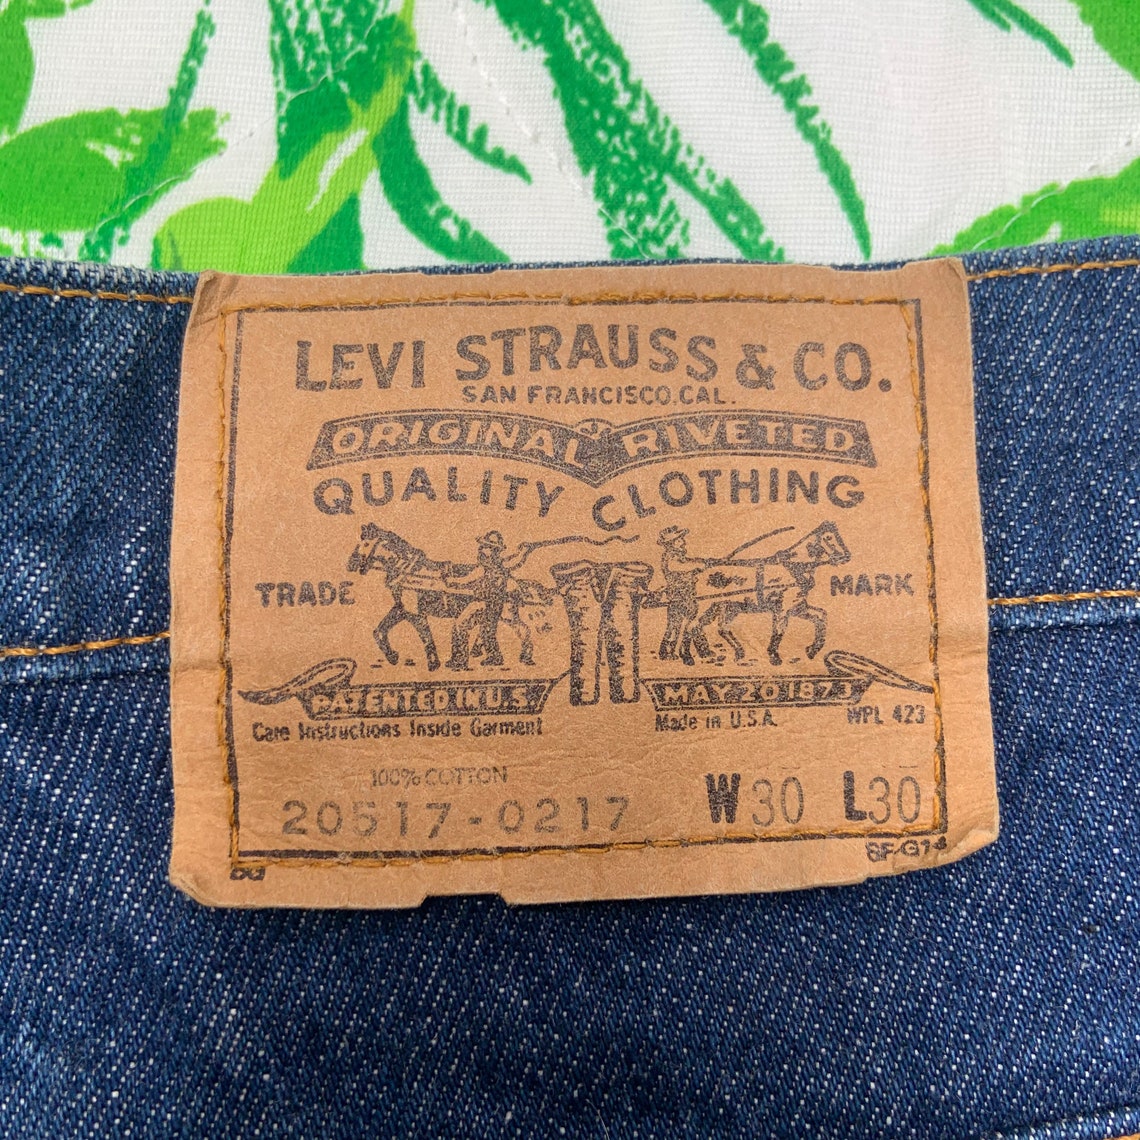 LEVI STRAUSS & CO.
SAN FRANCISCO, CAL.
ORIGINAL RIVETED
QUALITY CLOTHING
TRADE MARK
PATENTED IN U.S. MAY 20 1873
Care Instructions Inside Garment Made in U.S.A. WPL 423
100% COTTON
20517-0217 W30 L30